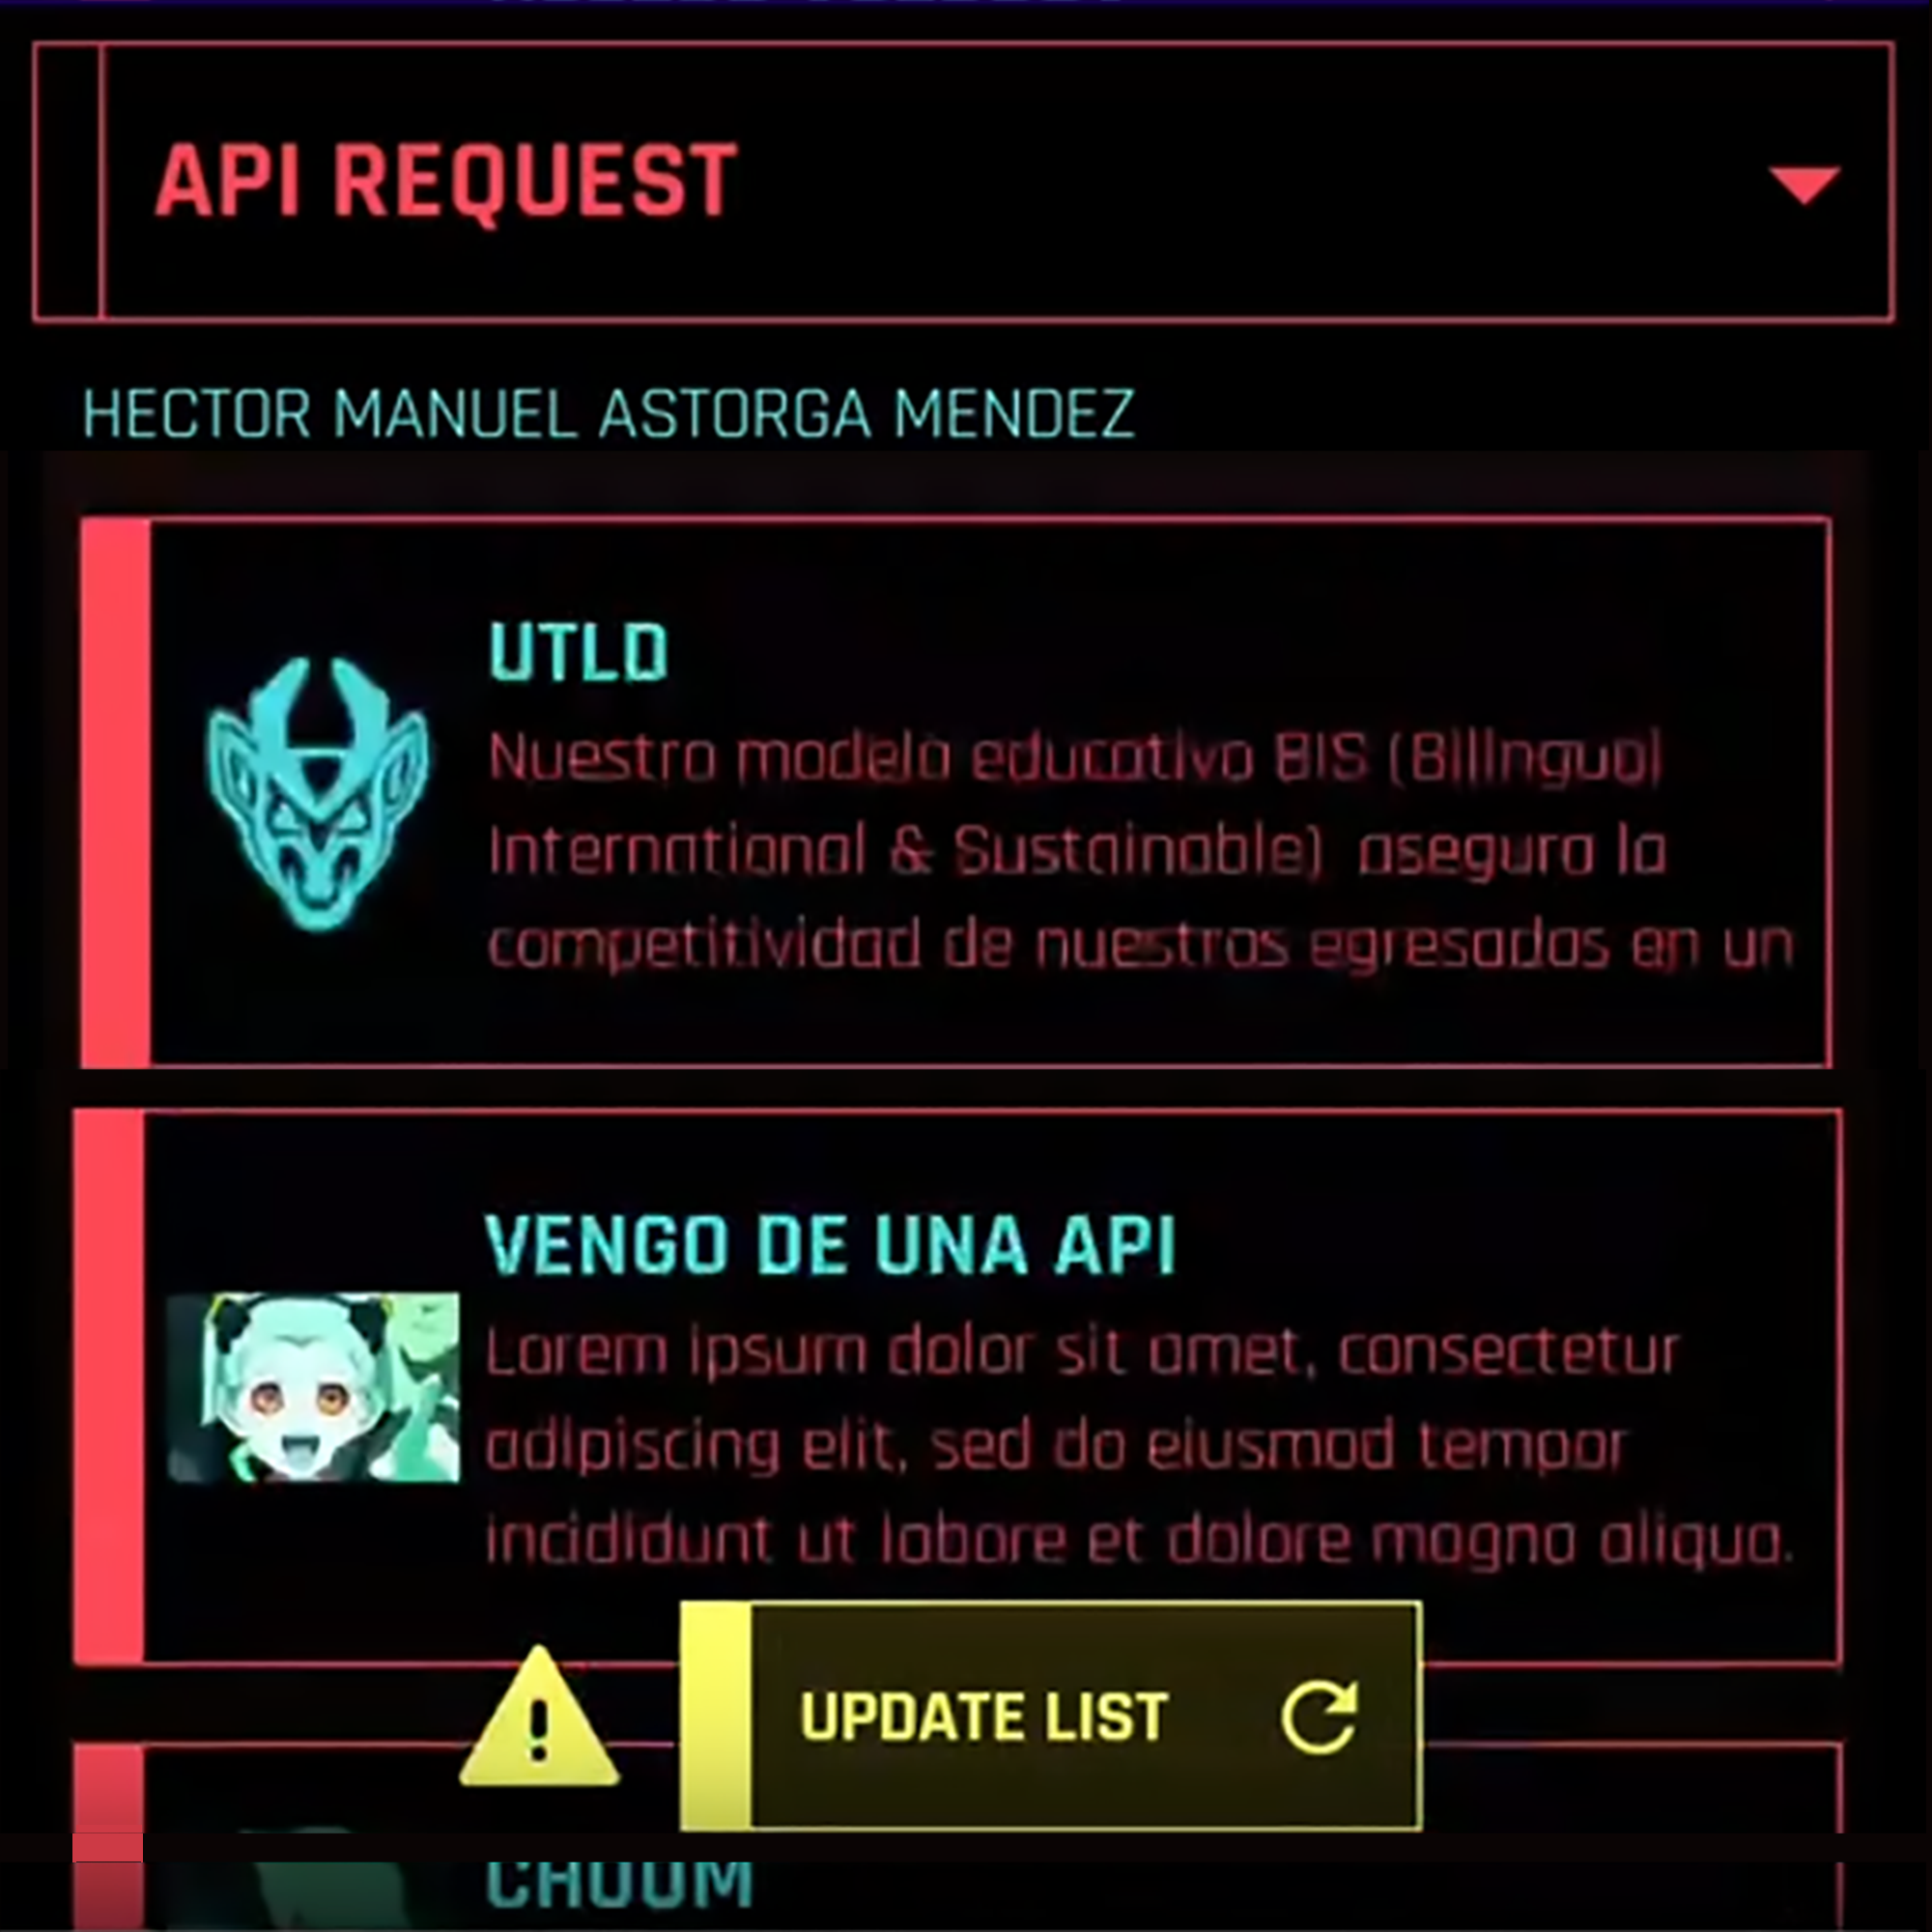 API REQUEST
HECTOR MANUEL ASTORGA MENDEZ
UTLD
Nuestro modelo educativo BIS (Bilingual
International & Sustainable) asegura la
competitividad de nuestros egresados en un
VENGO DE UNA API
Lorem ipsum dolor sit amet, consectetur
adipiscing elit, sed do eiusmod tempor
incididunt ut labore et dolore magna aliqua.
UPDATE LIST
CHOOM